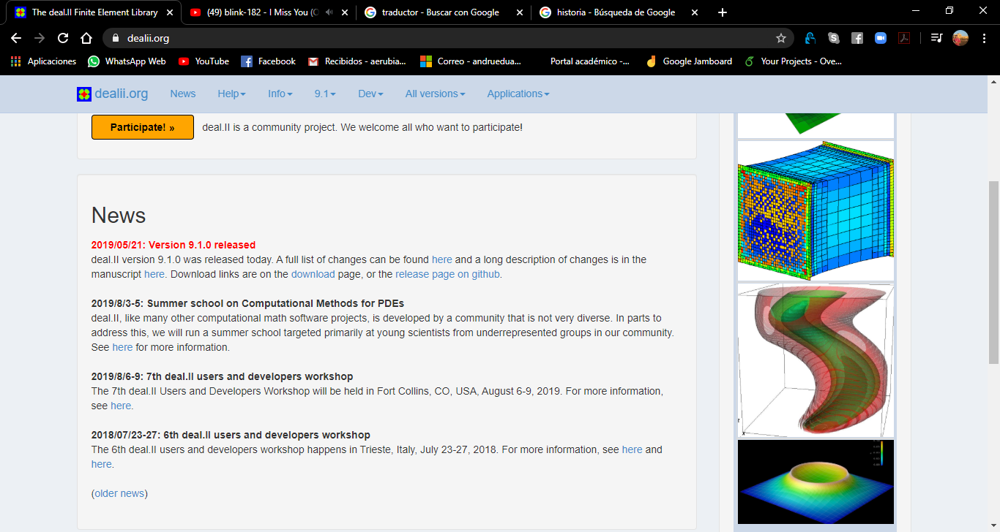 The deal.II Finite Element Library
(49) blink-182 - I Miss You (O
traductor - Buscar con Google
historia - Búsqueda de Google
dealii.org
Aplicaciones
WhatsApp Web
YouTube
Facebook
Recibidos - aerubia...
Correo - andruedua...
Portal académico -...
Google Jamboard
Your Projects - Ove...
dealii.org
News
Help
Info
9.1
Dev
All versions
Applications
Participate! »
deal.II is a community project. We welcome all who want to participate!
News
2019/05/21: Version 9.1.0 released
deal.II version 9.1.0 was released today. A full list of changes can be found here and a long description of changes is in the
manuscript here. Download links are on the download page, or the release page on github.
2019/8/3-5: Summer school on Computational Methods for PDEs
deal.II, like many other computational math software projects, is developed by a community that is not very diverse. In parts to
address this, we will run a summer school targeted primarily at young scientists from underrepresented groups in our community.
See here for more information.
2019/8/6-9: 7th deal.II users and developers workshop
The 7th deal.II Users and Developers Workshop will be held in Fort Collins, CO, USA, August 6-9, 2019. For more information,
see here.
2018/07/23-27: 6th deal.II users and developers workshop
The 6th deal.II users and developers workshop happens in Trieste, Italy, July 23-27, 2018. For more information, see here and
here.
(older news)